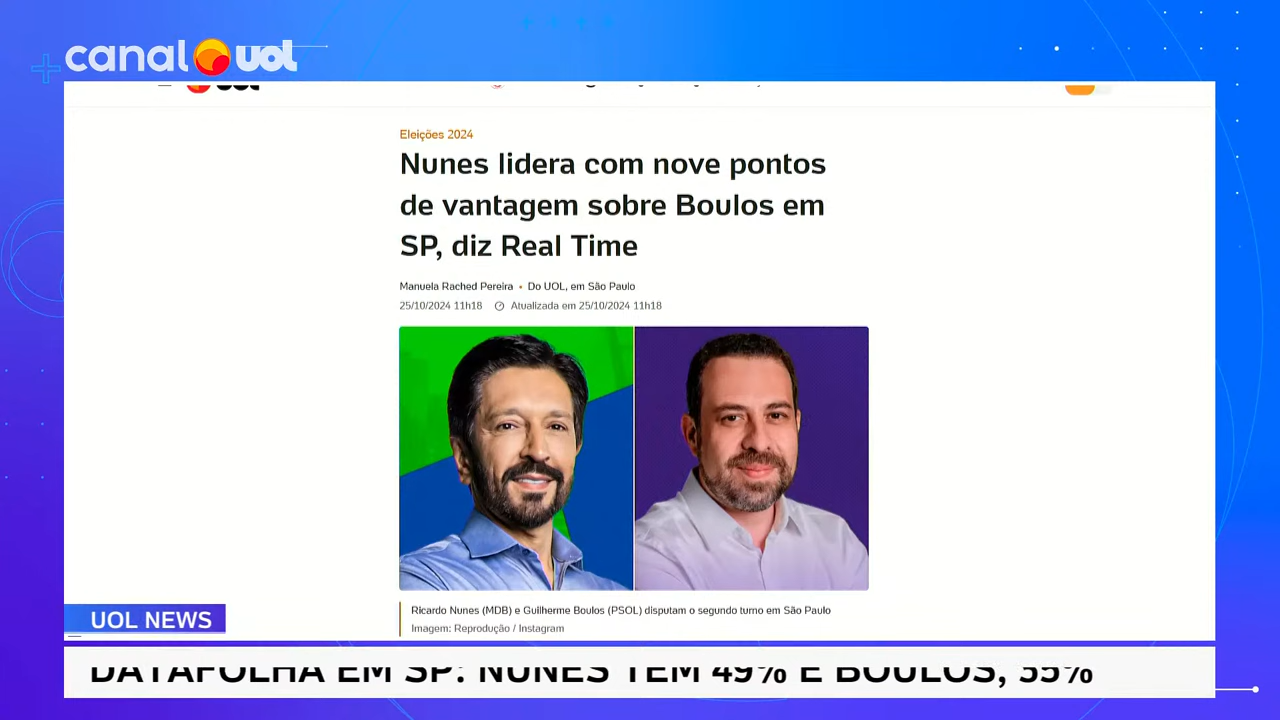 canal uol
Eleições 2024
Nunes lidera com nove pontos
de vantagem sobre Boulos em
SP, diz Real Time
Manuela Rached Pereira • Do UOL, em São Paulo
25/10/2024 11h18 Atualizada em 25/10/2024 11h18
Ricardo Nunes (MDB) e Guilherme Boulos (PSOL) disputam o segundo turno em São Paulo
Imagem: Reprodução / Instagram
UOL NEWS
DATAFOLHA EM SP: NUNES TEM 49% E BOULOS, 35%